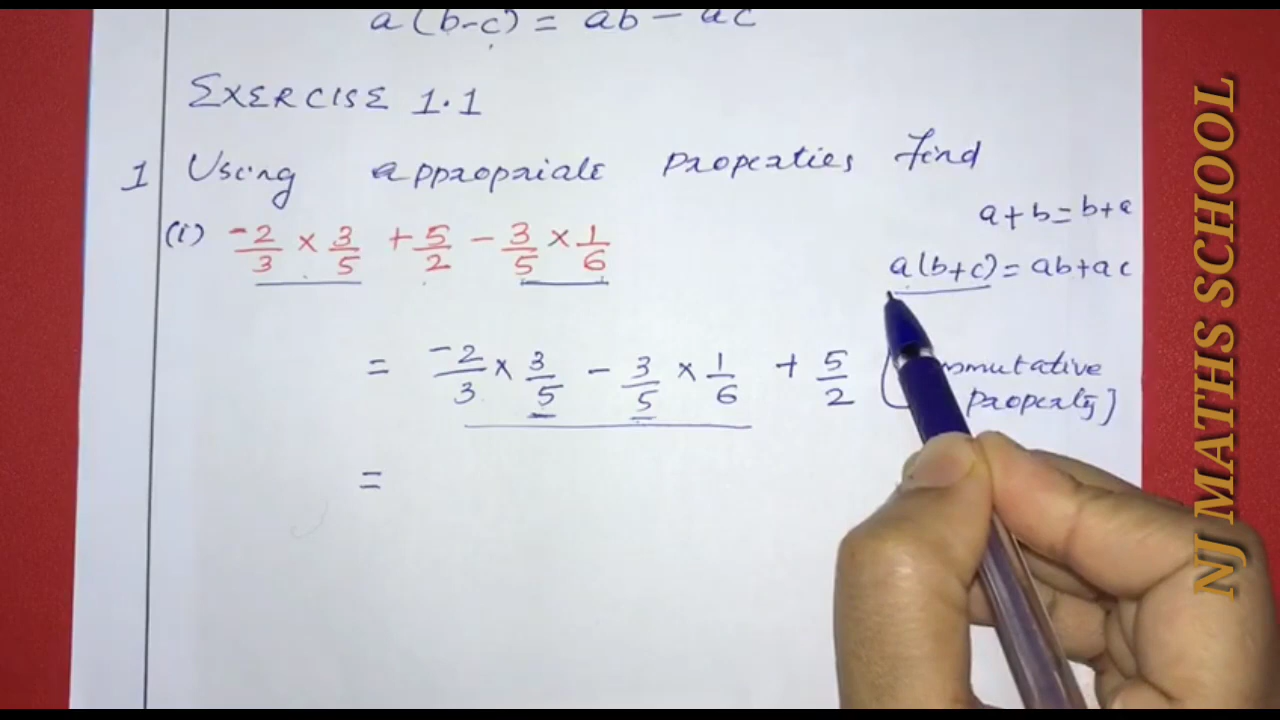 a(b-c) = ab - ac
EXERCISE 1.1
1 Using appropriate properties find
a+b=b+a
(i) -2/3 × 3/5 + 5/2 - 3/5 × 1/6
a(b+c) = ab+ac
= -2/3 × 3/5 - 3/5 × 1/6 + 5/2
property]
=
NJ MATHS SCHOOL